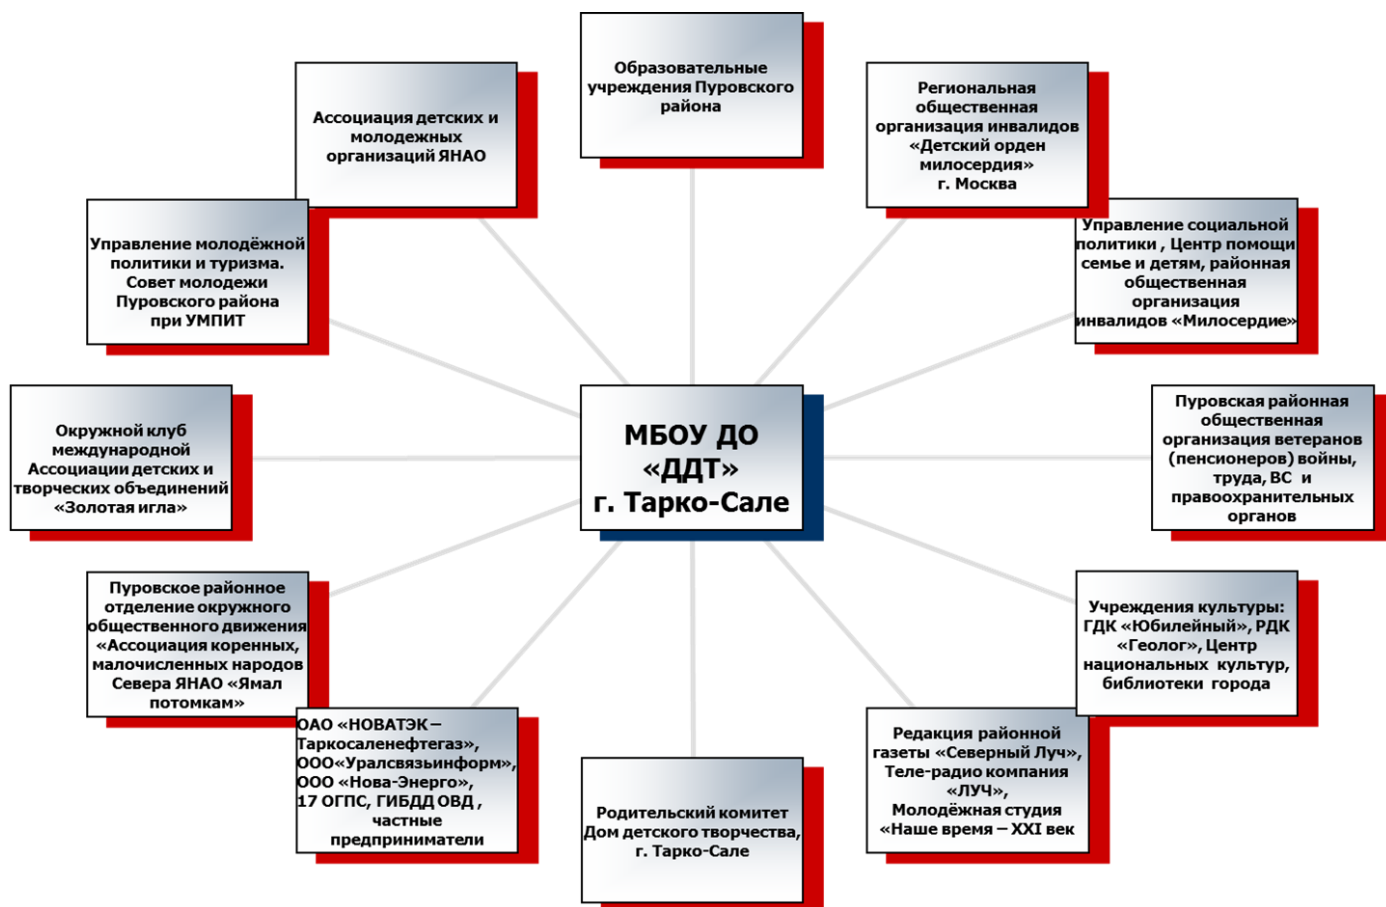 Образовательные
учреждения Пуровского
района
Региональная
общественная
организация инвалидов
«Детский орден
милосердия»
г. Москва
Управление социальной
политики , Центр помощи
семье и детям, районная
общественная
организация
инвалидов «Милосердие»
Пуровская районная
общественная
организация ветеранов
(пенсионеров) войны,
труда, ВС и
правоохранительных
органов
Учреждения культуры:
ГДК «Юбилейный», РДК
«Геолог», Центр
национальных культур,
библиотеки города
Редакция районной
газеты «Северный Луч»,
Теле-радио компания
«ЛУЧ»,
Молодёжная студия
«Наше время – XXI век
Родительский комитет
Дом детского творчества,
г. Тарко-Сале
ОАО «НОВАТЭК –
Таркосаленефтегаз»,
ООО«Уралсвязьинформ»,
ООО «Нова-Энерго»,
17 ОГПС, ГИБДД ОВД ,
частные
предприниматели
Пуровское районное
отделение окружного
общественного движения
«Ассоциация коренных,
малочисленных народов
Севера ЯНАО «Ямал
потомкам»
Окружной клуб
международной
Ассоциации детских и
творческих объединений
«Золотая игла»
Управление молодёжной
политики и туризма.
Совет молодежи
Пуровского района
при УМПИТ
Ассоциация детских и
молодежных
организаций ЯНАО
МБОУ ДО
«ДДТ»
г. Тарко-Сале